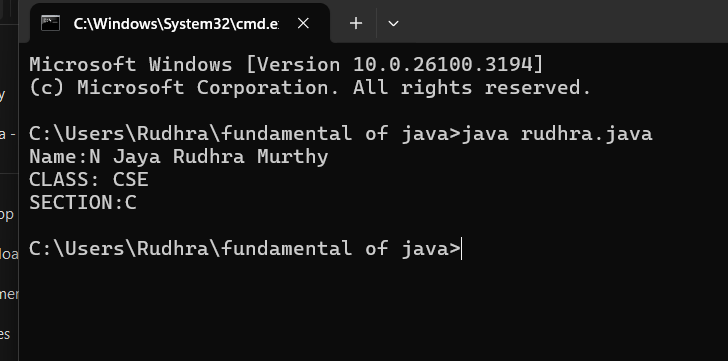 C:\Windows\System32\cmd.e
Microsoft Windows [Version 10.0.26100.3194]
(c) Microsoft Corporation. All rights reserved.
C:\Users\Rudhra\fundamental of java>java rudhra.java
Name:N Jaya Rudhra Murthy
CLASS: CSE
SECTION:C
C:\Users\Rudhra\fundamental of java>